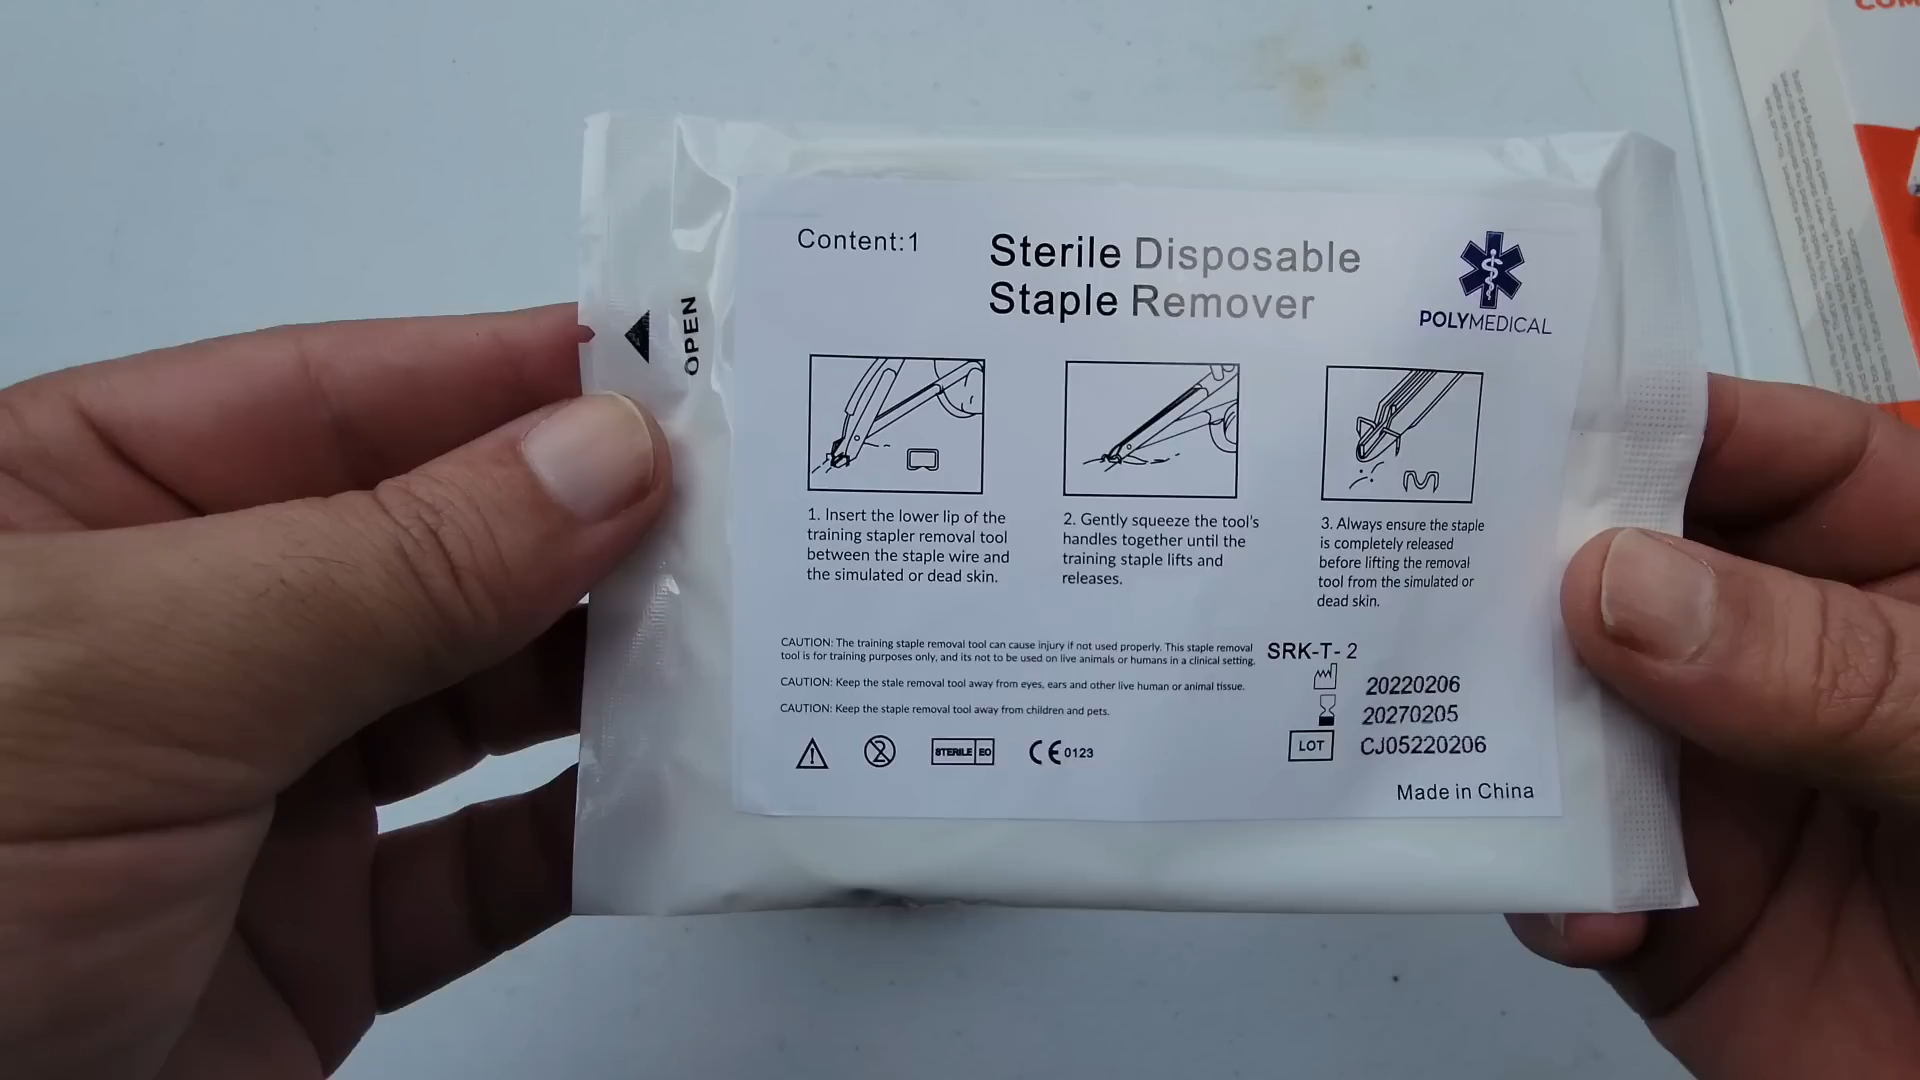 Content:1
Sterile Disposable
Staple Remover
POLYMEDICAL
OPEN
1. Insert the lower lip of the
training stapler removal tool
between the staple wire and
the simulated or dead skin.
2. Gently squeeze the tool's
handles together until the
training staple lifts and
releases.
3. Always ensure the staple
is completely released
before lifting the removal
tool from the simulated or
dead skin.
CAUTION: The training staple removal tool can cause injury if not used properly. This staple removal
tool is for training purposes only, and its not to be used on live animals or humans in a clinical setting.
CAUTION: Keep the stale removal tool away from eyes, ears and other live human or animal tissue.
CAUTION: Keep the staple removal tool away from children and pets.
SRK-T- 2
20220206
20270205
LOT CJ05220206
2 STERILE EO CE 0123
Made in China
COM